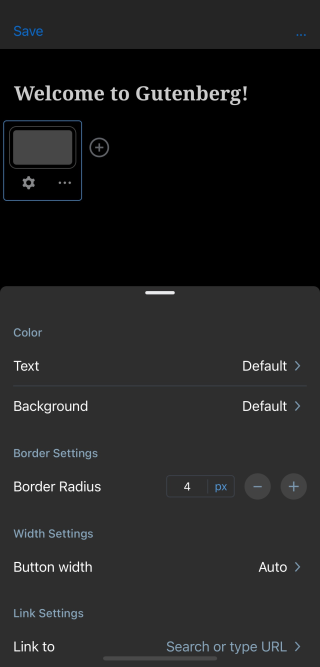 Save
...
Welcome to Gutenberg!
Color
Text Default
Background Default
Border Settings
Border Radius 4 px
Width Settings
Button width Auto
Link Settings
Link to Search or type URL